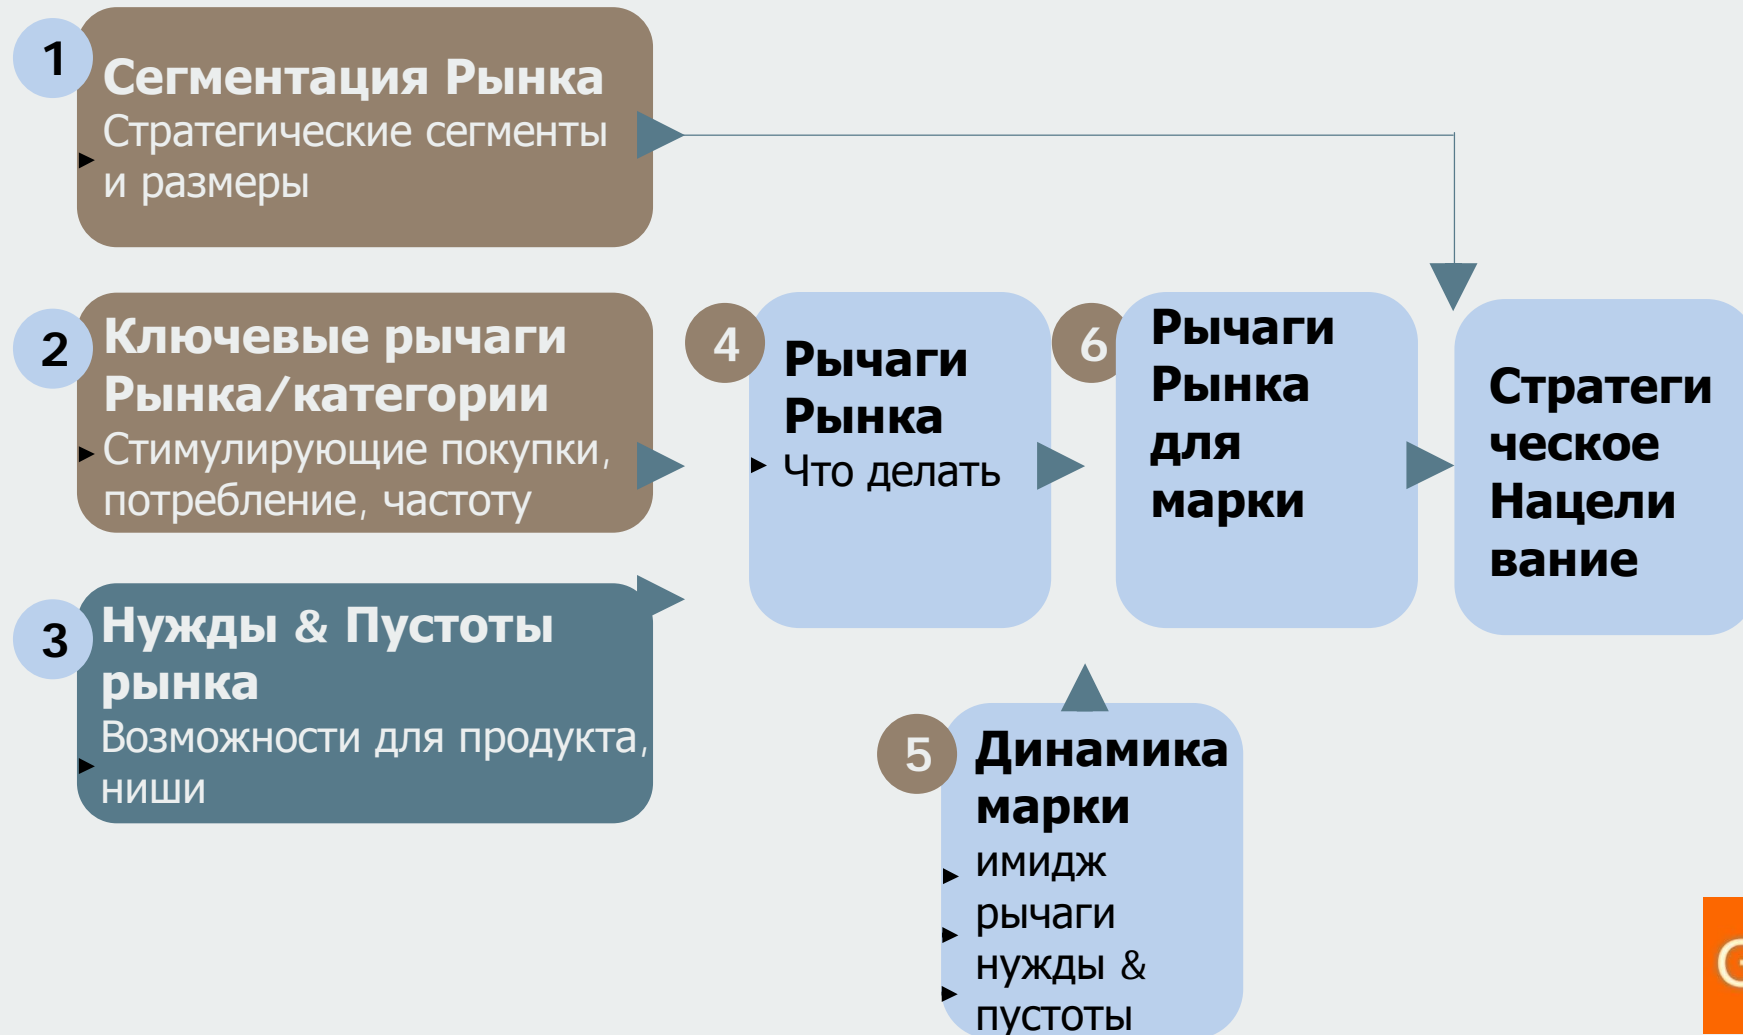 1
Сегментация Рынка
Стратегические сегменты
и размеры
2
Ключевые рычаги
Рынка/категории
Стимулирующие покупки,
потребление, частоту
3
Нужды & Пустоты
рынка
Возможности для продукта,
ниши
4
Рычаги
Рынка
Что делать
5
Динамика
марки
имидж
рычаги
нужды &
пустоты
6
Рычаги
Рынка
для
марки
Стратеги
ческое
Нацели
вание
G